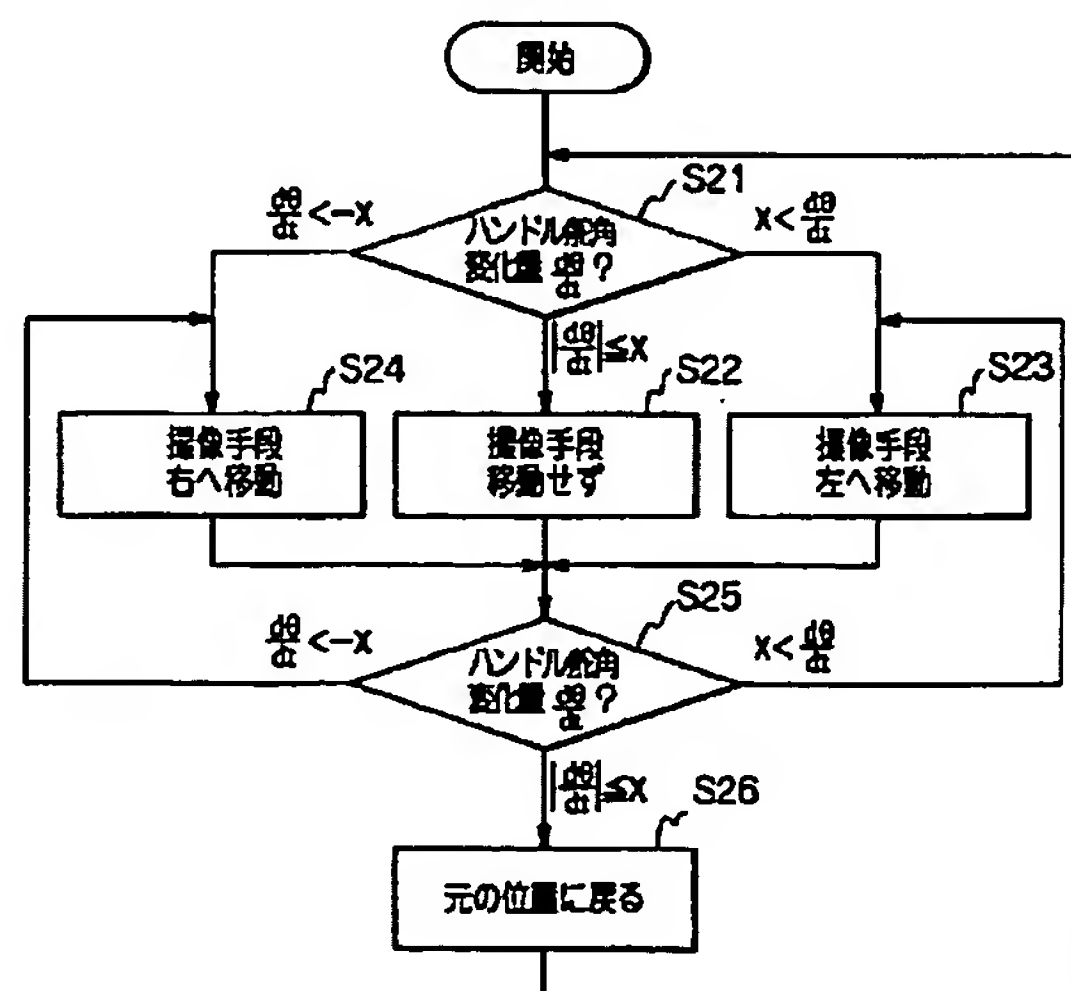 開始
S21
dθ/dt<-X
ハンドル舵角
変化量 dθ/dt ?
X<dθ/dt
|dθ/dt|≦X
S24
撮像手段
右へ移動
S22
撮像手段
移動せず
S23
撮像手段
左へ移動
S25
dθ/dt<-X
ハンドル舵角
変化量 dθ/dt ?
X<dθ/dt
|dθ/dt|≦X
S26
元の位置に戻る